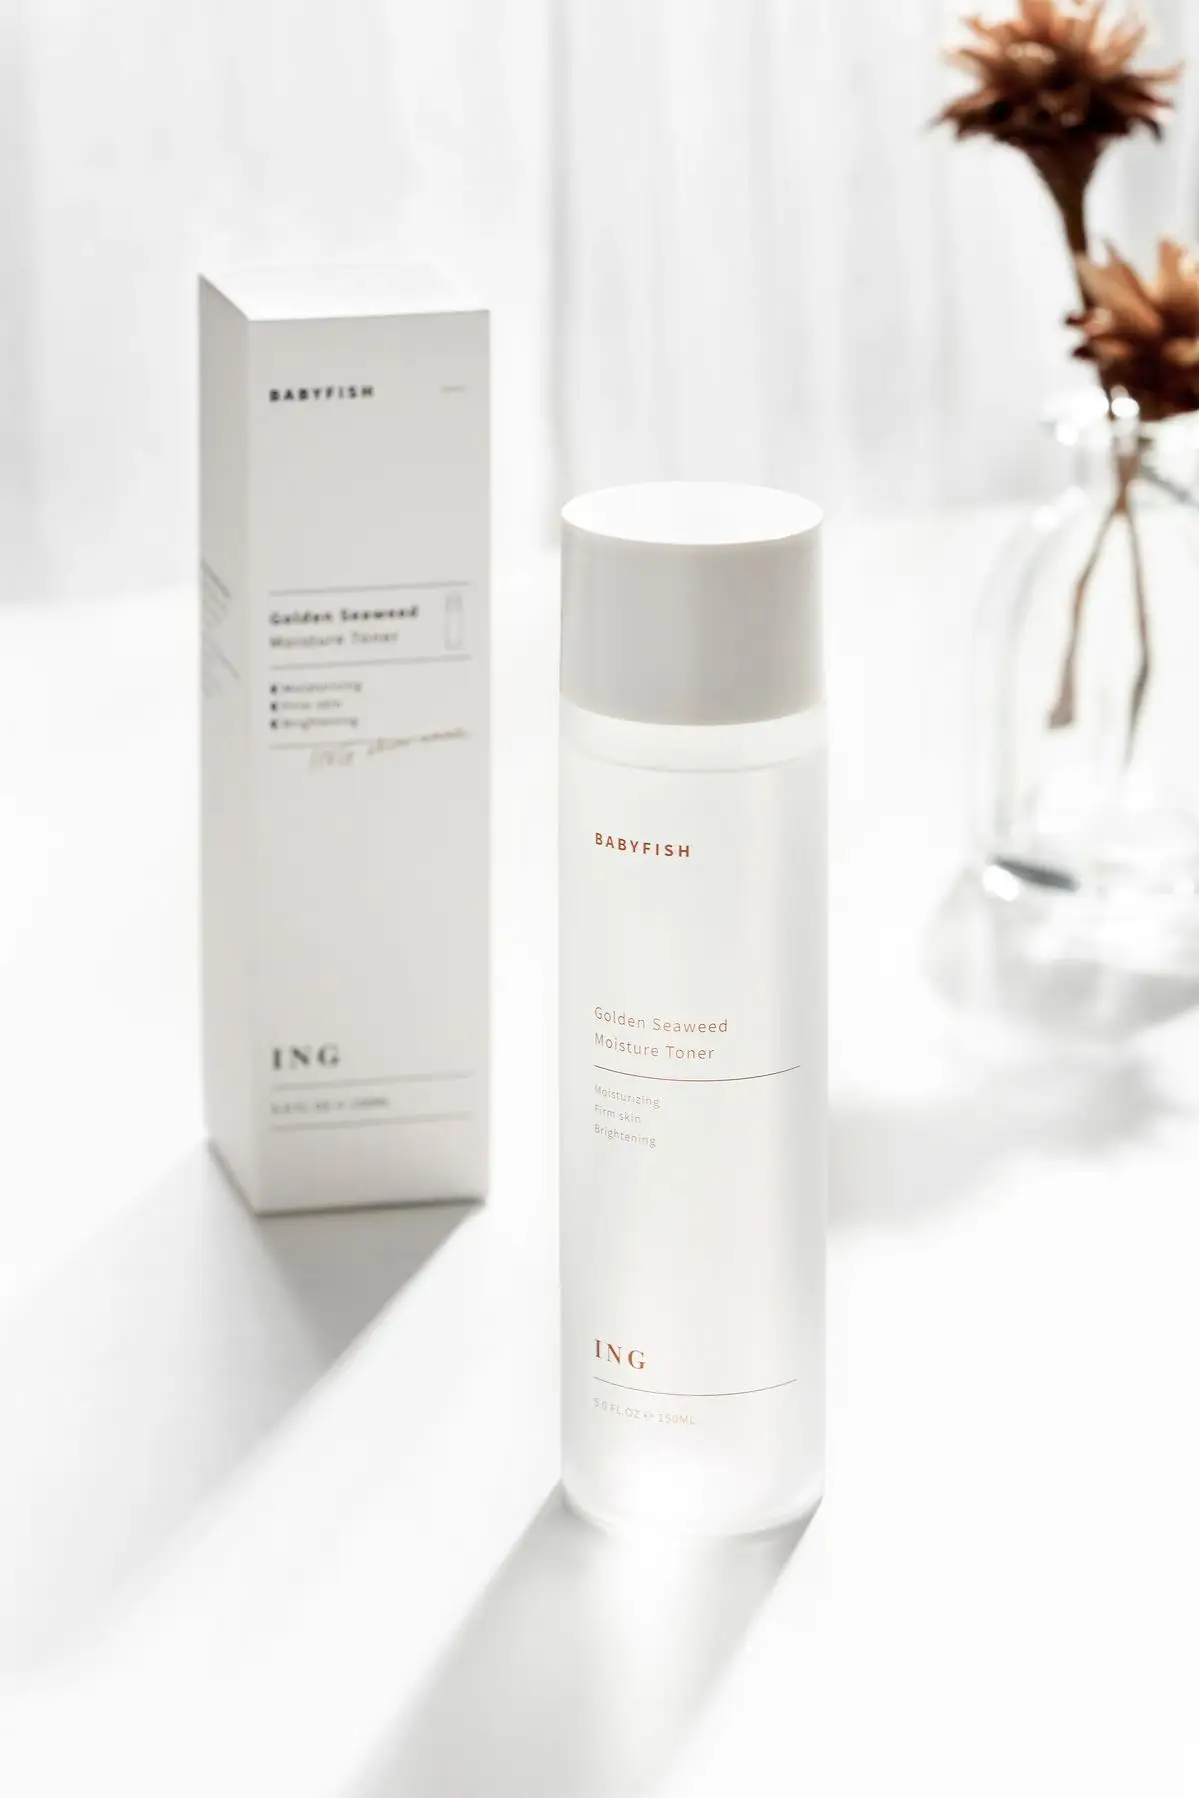 BABYFISH
Golden Seaweed
Moisture Toner
Moisturizing
Firm skin
Brightening
ING
BABYFISH
Golden Seaweed
Moisture Toner
Moisturizing
Firm skin
Brightening
ING
5.0 FL.OZ ℮ 150ML